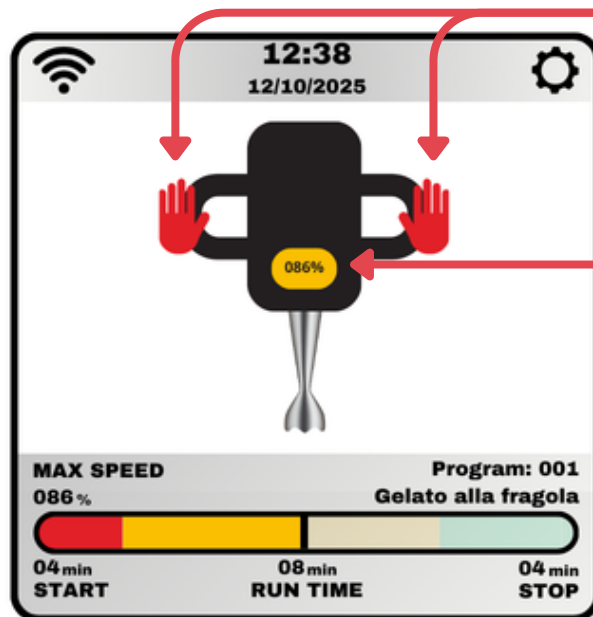 12:38
12/10/2025
086%
MAX SPEED
Program: 001
086%
Gelato alla fragola
04 min
08 min
04 min
START
RUN TIME
STOP